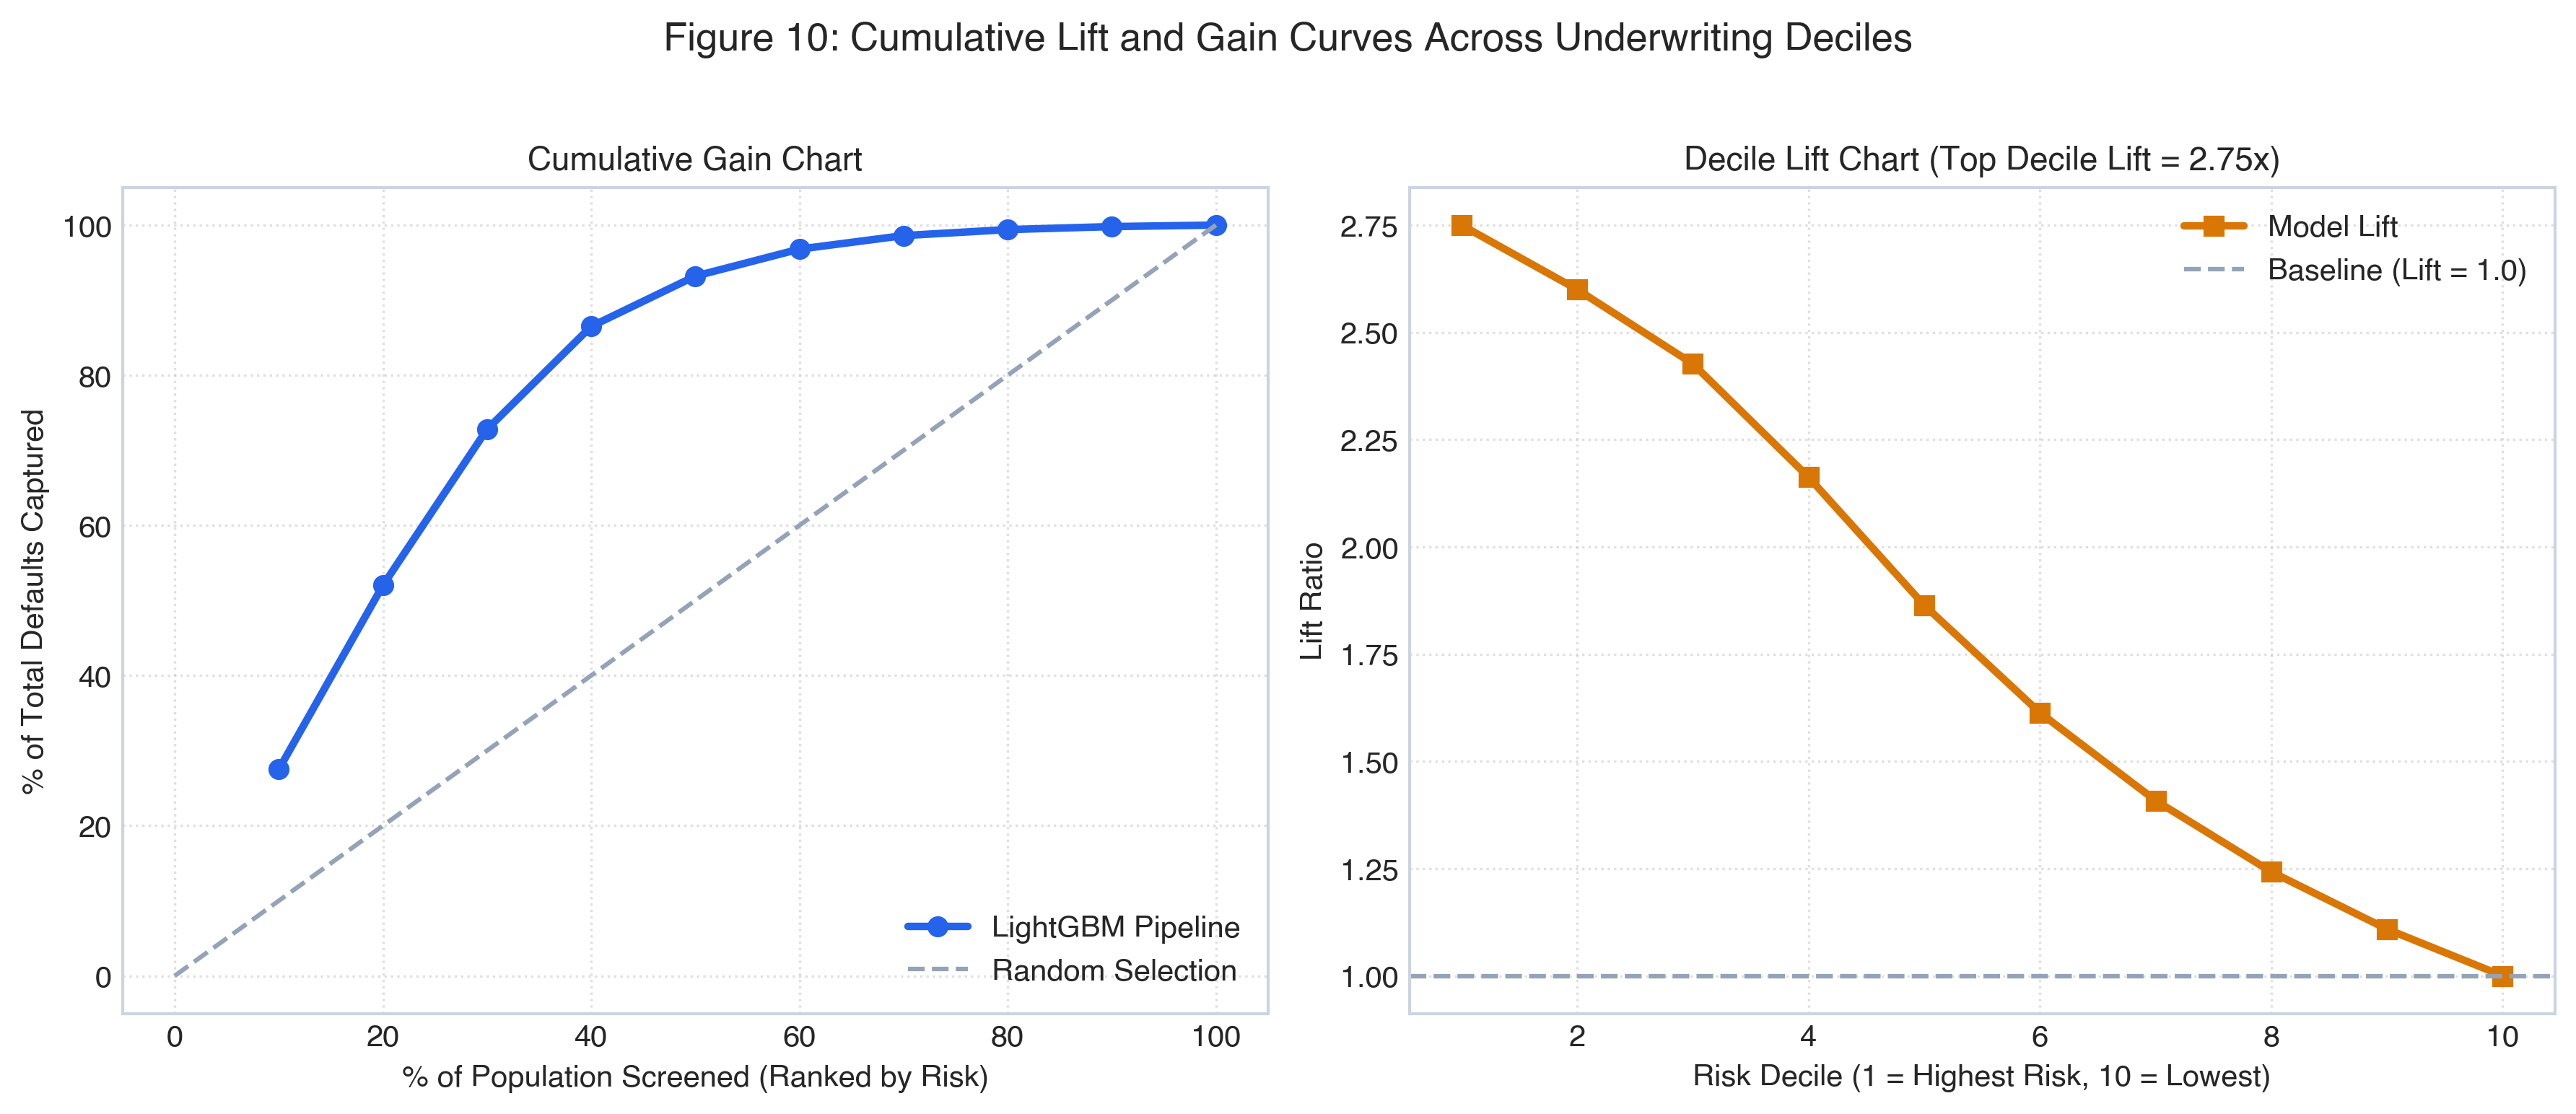 Figure 10: Cumulative Lift and Gain Curves Across Underwriting Deciles
Cumulative Gain Chart
% of Total Defaults Captured
100
80
60
40
20
0
LightGBM Pipeline
Random Selection
0 20 40 60 80 100
% of Population Screened (Ranked by Risk)
Decile Lift Chart (Top Decile Lift = 2.75x)
Lift Ratio
2.75
2.50
2.25
2.00
1.75
1.50
1.25
1.00
Model Lift
Baseline (Lift = 1.0)
2 4 6 8 10
Risk Decile (1 = Highest Risk, 10 = Lowest)